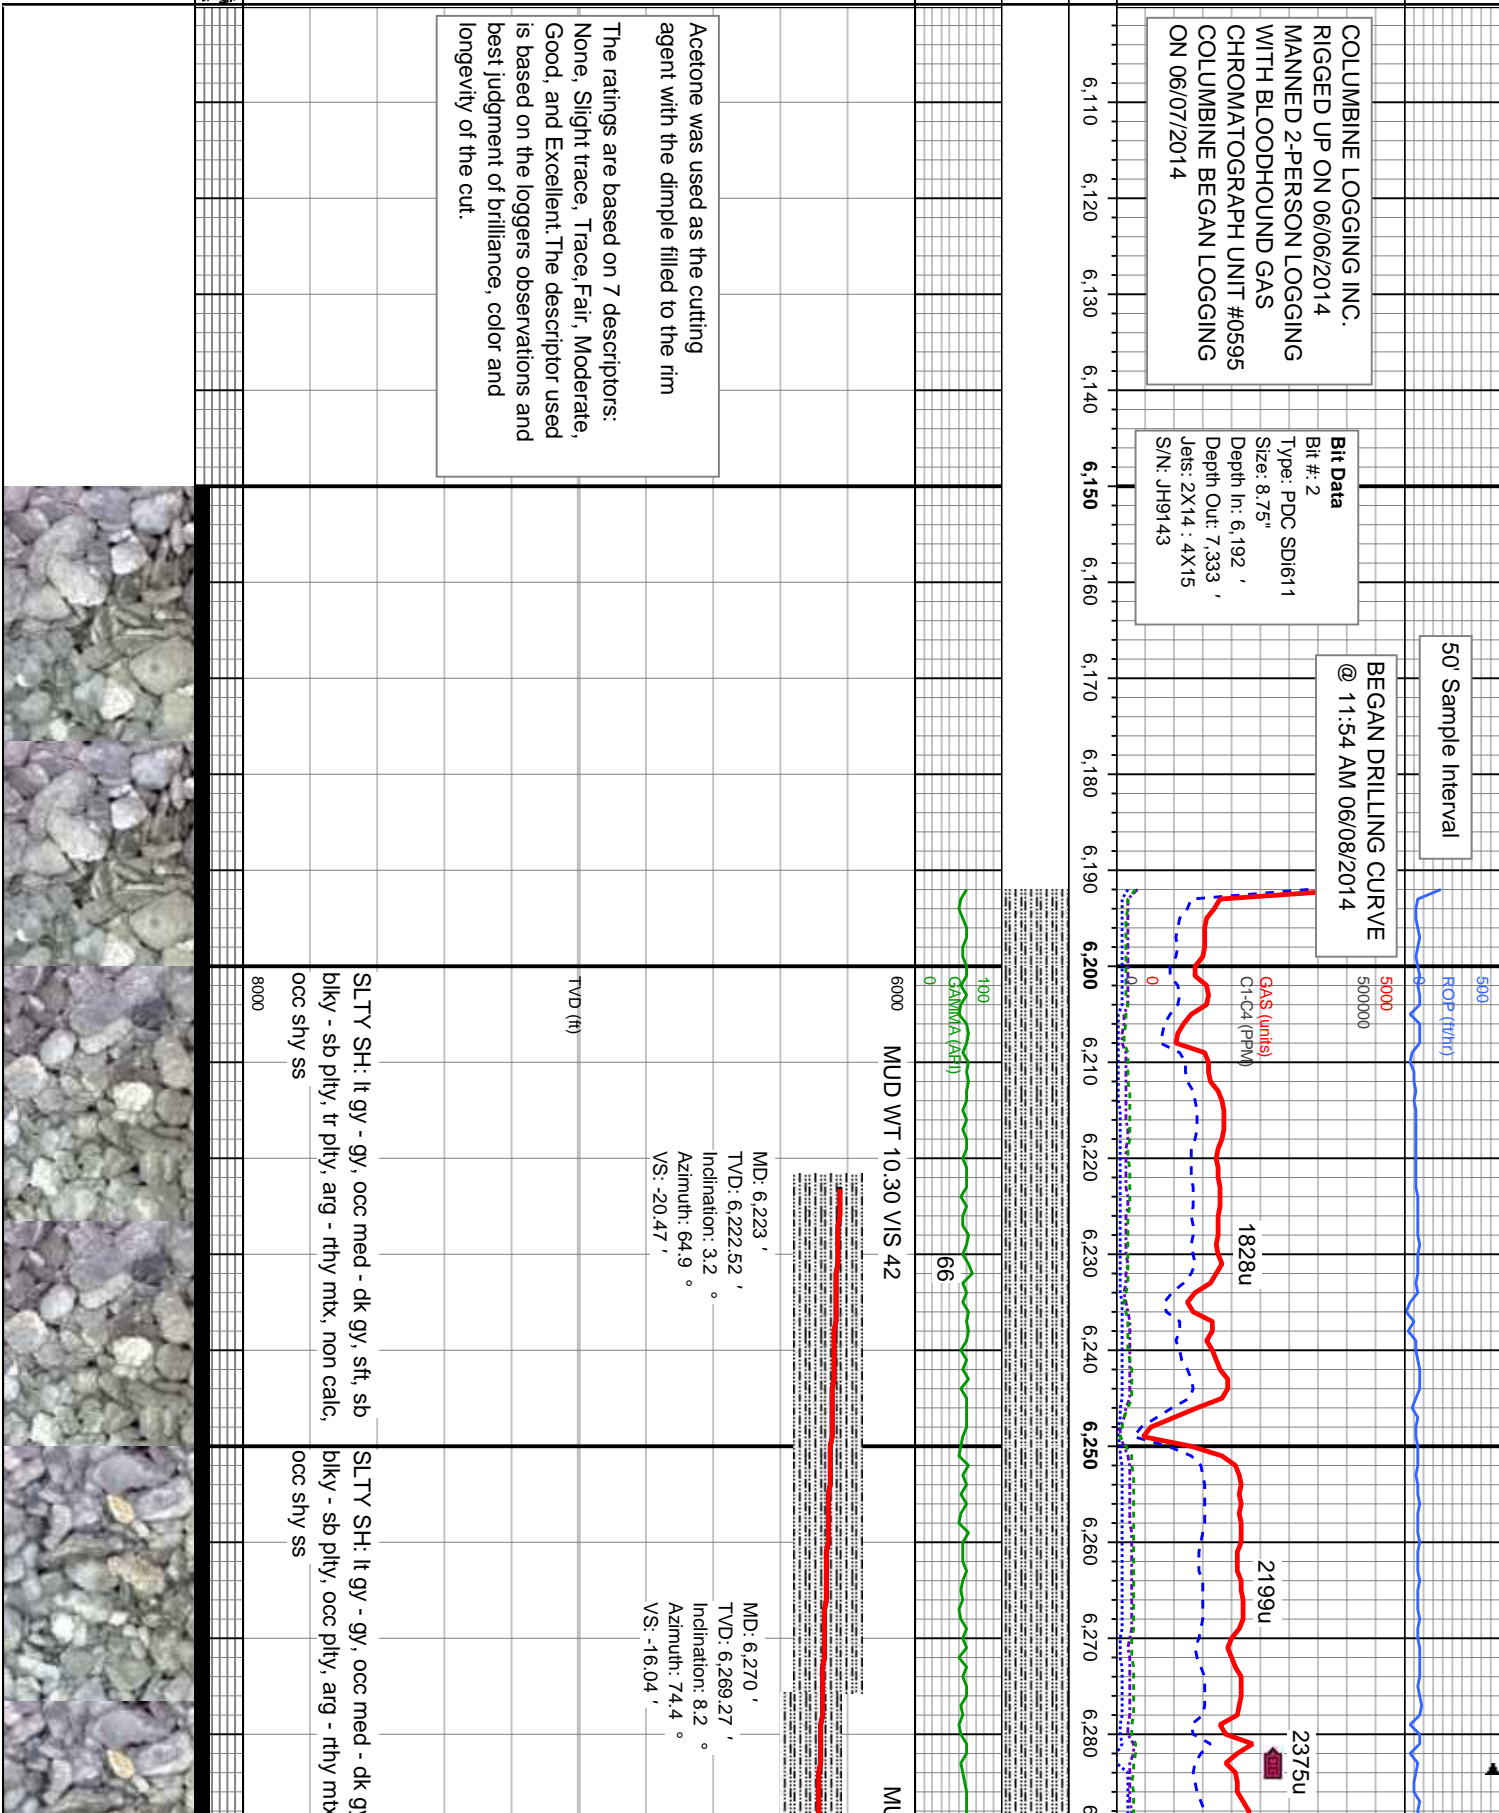 COLUMBINE LOGGING INC.
RIGGED UP ON 06/06/2014
MANNED 2-PERSON LOGGING
WITH BLOODHOUND GAS
CHROMATOGRAPH UNIT #0595
COLUMBINE BEGAN LOGGING
ON 06/07/2014
Bit Data
Bit #: 2
Type: PDC SDi611
Size: 8.75"
Depth In: 6,192 '
Depth Out: 7,333 '
Jets: 2X14 : 4X15
S/N: JH9143
50' Sample Interval
BEGAN DRILLING CURVE
@ 11:54 AM 06/08/2014
500
ROP (ft/hr)
0
5000
500000
GAS (units)
C1-C4 (PPM)
0
0
1828u
2199u
2375u
6,110
6,120
6,130
6,140
6,150
6,160
6,170
6,180
6,190
6,200
6,210
6,220
6,230
6,240
6,250
6,260
6,270
6,280
100
GAMMA (API)
0
66
Acetone was used as the cutting
agent with the dimple filled to the rim
The ratings are based on 7 descriptors:
None, Slight trace, Trace,Fair, Moderate,
Good, and Excellent.The descriptor used
is based on the loggers observations and
best judgment of brilliance, color and
longevity of the cut.
6000
TVD (ft)
8000
MUD WT 10.30 VIS 42
MU
MD: 6,223 '
TVD: 6,222.52 '
Inclination: 3.2 °
Azimuth: 64.9 °
VS: -20.47 '
MD: 6,270 '
TVD: 6,269.27 '
Inclination: 8.2 °
Azimuth: 74.4 °
VS: -16.04 '
SLTY SH: lt gy - gy, occ med - dk gy, sft, sb
blky - sb plty, tr plty, arg - rthy mtx, non calc,
occ shy ss
SLTY SH: lt gy - gy, occ med - dk gy
blky - sb plty, occ plty, arg - rthy mtx
occ shy ss